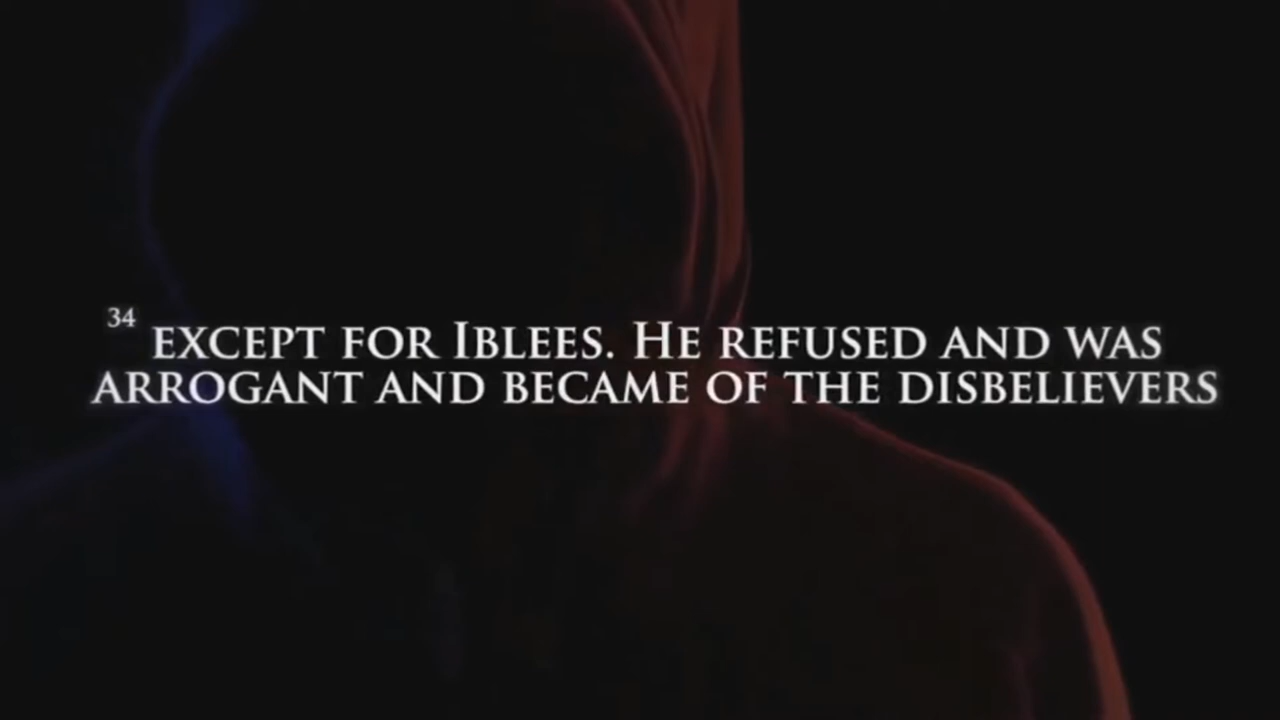 34 EXCEPT FOR IBLEES. HE REFUSED AND WAS
ARROGANT AND BECAME OF THE DISBELIEVERS